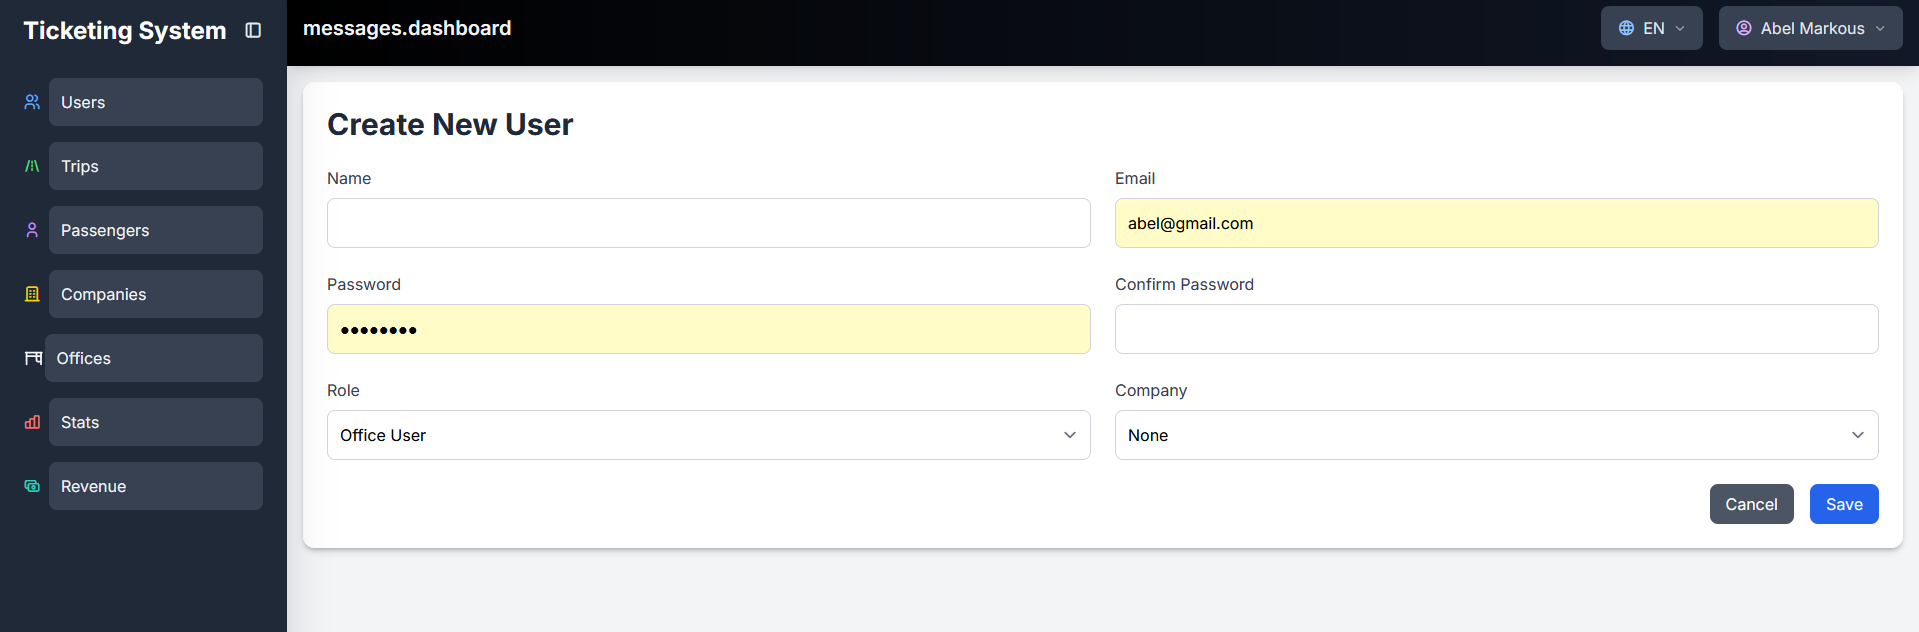 Ticketing System
messages.dashboard
EN
Abel Markous
Users
Trips
Passengers
Companies
Offices
Stats
Revenue
Create New User
Name
Email
abel@gmail.com
Password
Confirm Password
••••••••
Role
Company
Office User
None
Cancel
Save